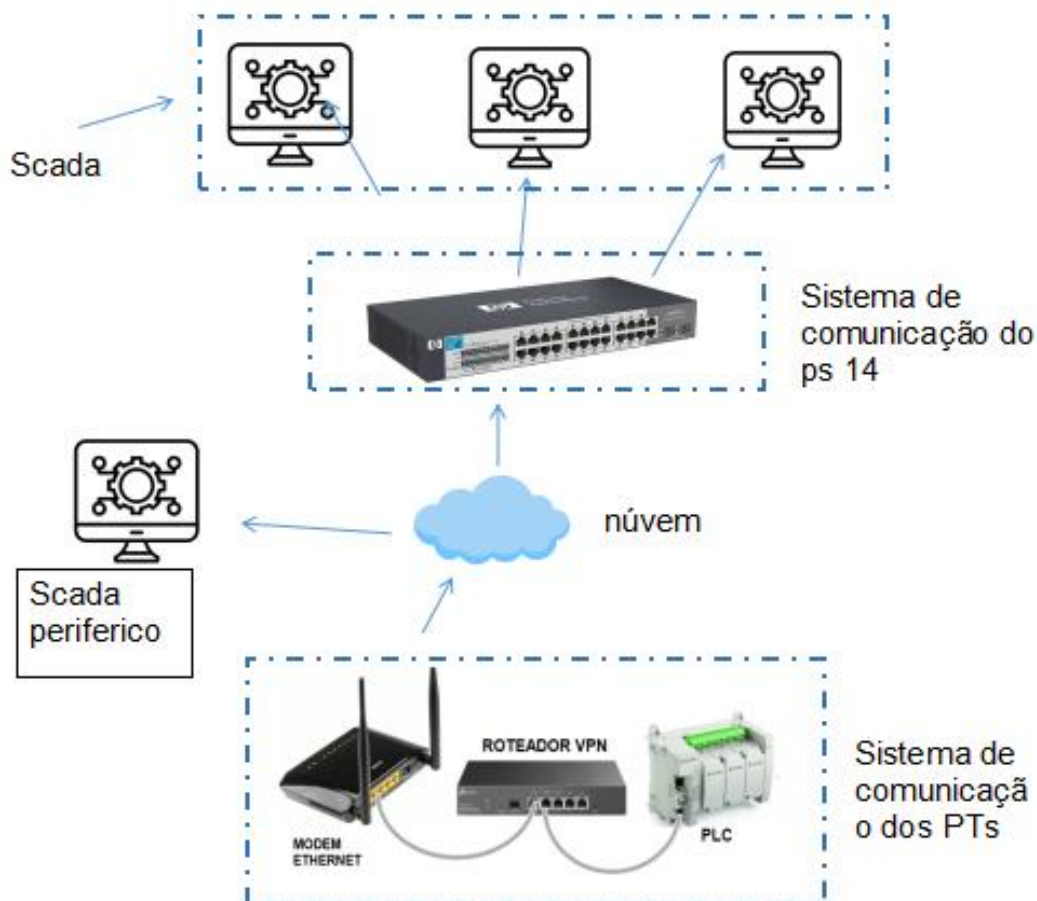 Scada
hp
Sistema de
comunicação do
ps 14
núvem
Scada
periferico
ROTEADOR VPN
MODEM
ETHERNET
PLC
Sistema de
comunicaçã
o dos PTs